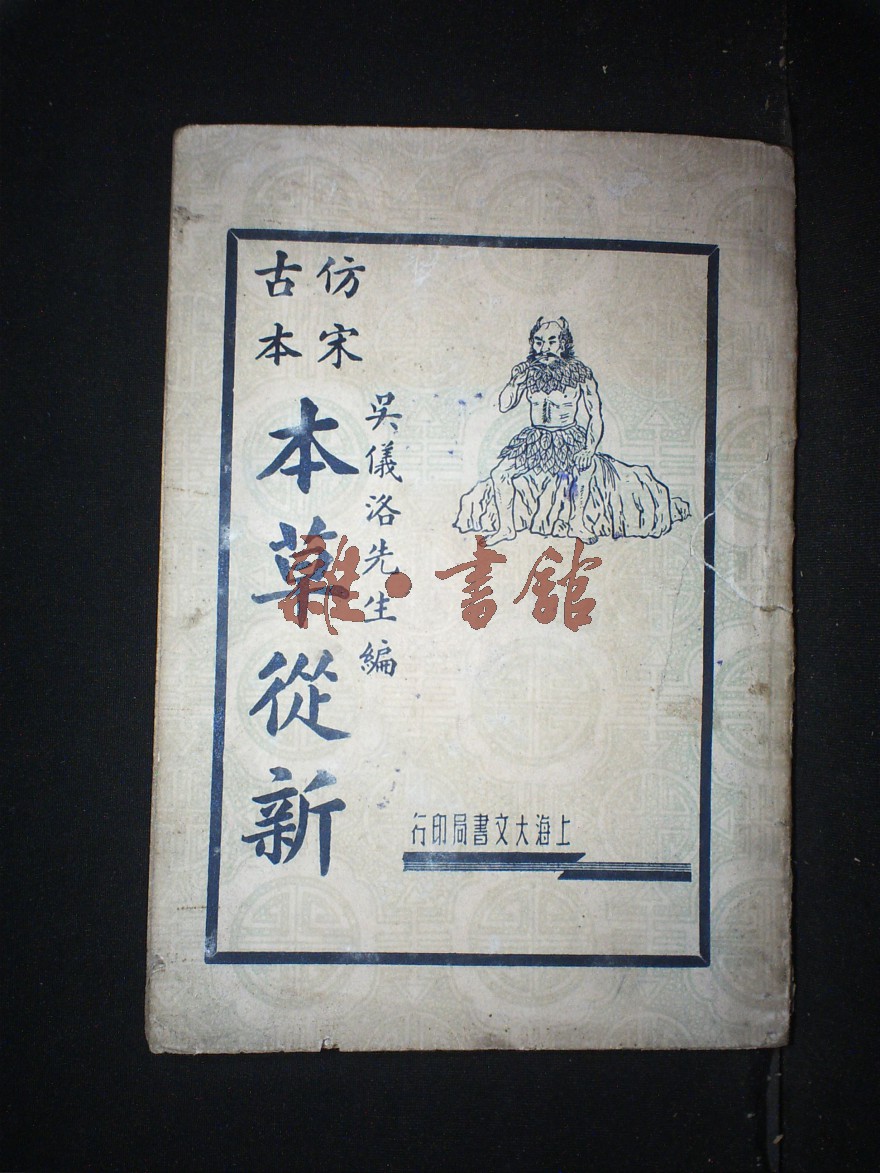 仿宋
古本
吳儀洛先生編
本草從新
上海大文書局印行
雜·書館